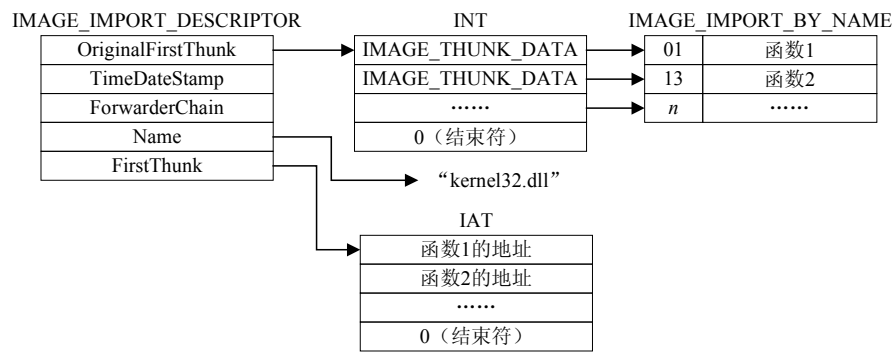 IMAGE_IMPORT_DESCRIPTOR INT IMAGE_IMPORT_BY_NAME
OriginalFirstThunk IMAGE_THUNK_DATA 01 函数1
TimeDateStamp IMAGE_THUNK_DATA 13 函数2
ForwarderChain …… n ……
Name 0（结束符）
FirstThunk “kernel32.dll”
IAT
函数1的地址
函数2的地址
……
0（结束符）